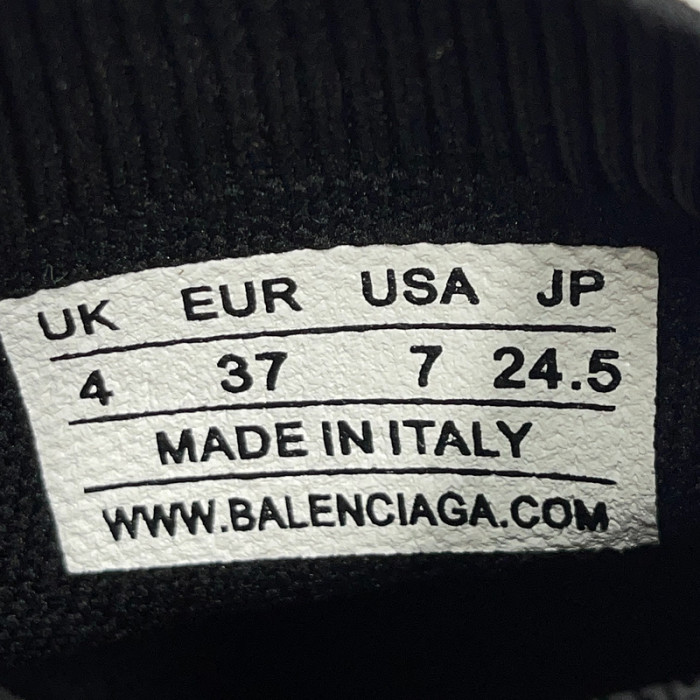 UK EUR USA JP
4 37 7 24.5
MADE IN ITALY
WWW.BALENCIAGA.COM